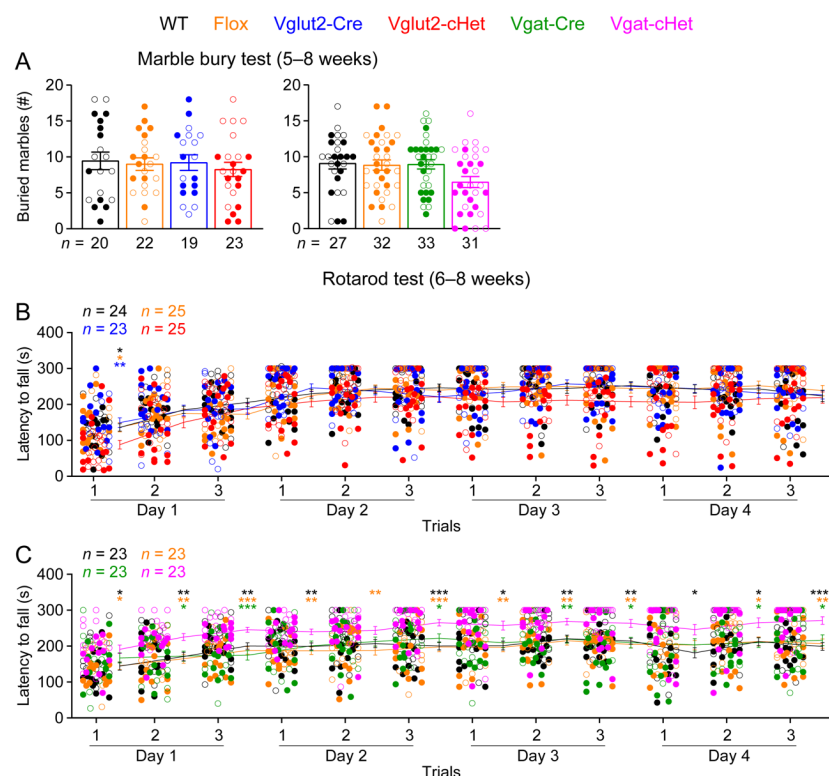 WT Flox Vglut2-Cre Vglut2-cHet Vgat-Cre Vgat-cHet
A
Marble bury test (5–8 weeks)
Buried marbles (#)
20
15
10
5
0
n = 20 22 19 23
20
15
10
5
0
n = 27 32 33 31
Rotarod test (6–8 weeks)
B
n = 24 n = 25
n = 23 n = 25
Latency to fall (s)
400
300
200
100
0
*
*
**
1 2 3 1 2 3 1 2 3 1 2 3
Day 1 Day 2 Day 3 Day 4
Trials
C
n = 23 n = 23
n = 23 n = 23
Latency to fall (s)
400
300
200
100
0
* ** *** ** ** *** * ** ** * * ***
* ** *** ** *** ** ** ** * **
* *** * ** * * *
1 2 3 1 2 3 1 2 3 1 2 3
Day 1 Day 2 Day 3 Day 4
Trials